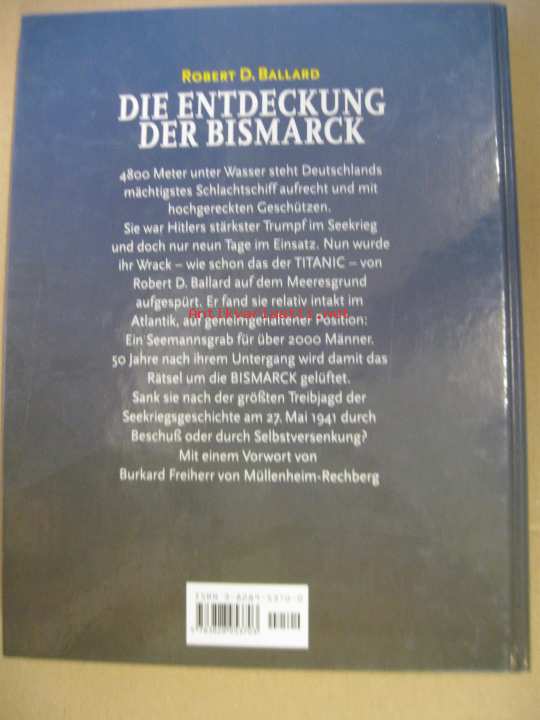 ROBERT D. BALLARD
DIE ENTDECKUNG
DER BISMARCK
4800 Meter unter Wasser steht Deutschlands
mächtigstes Schlachtschiff aufrecht und mit
hochgereckten Geschützen.
Sie war Hitlers stärkster Trumpf im Seekrieg
und doch nur neun Tage im Einsatz. Nun wurde
ihr Wrack – wie schon das der TITANIC – von
Robert D. Ballard auf dem Meeresgrund
aufgespürt. Er fand sie relativ intakt im
Antikvariaatti.net
Atlantik, auf geheimgehaltener Position:
Ein Seemannsgrab für über 2000 Männer.
50 Jahre nach ihrem Untergang wird damit das
Rätsel um die BISMARCK gelüftet.
Sank sie nach der größten Treibjagd der
Seekriegsgeschichte am 27. Mai 1941 durch
Beschuß oder durch Selbstversenkung?
Mit einem Vorwort von
Burkard Freiherr von Müllenheim-Rechberg
ISBN